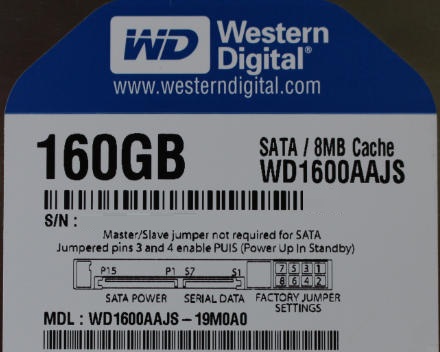 WD Western
Digital®
www.westerndigital.com
160GB
SATA / 8MB Cache
WD1600AAJS
S/N :
Master/Slave jumper not required for SATA
Jumpered pins 3 and 4 enable PUIS (Power Up In Standby)
P15 P1 S7 S1 7 5 3 1
8 6 4 2
SATA POWER SERIAL DATA FACTORY JUMPER
SETTINGS
MDL : WD1600AAJS – 19M0A0